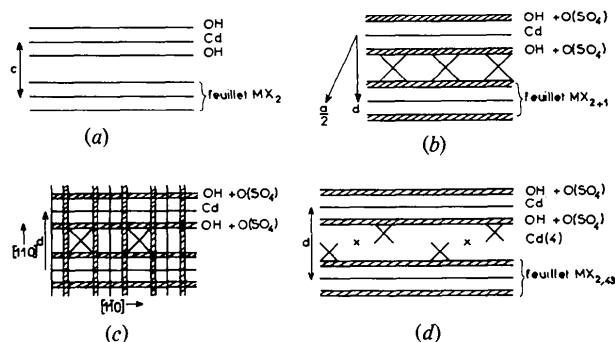 OH
Cd
OH
c
feuillet MX2
(a)
OH + O(SO4)
Cd
OH + O(SO4)
a/2
d
feuillet MX2+1
(b)
OH + O(SO4)
Cd
OH + O(SO4)
[110]
d
[1̄10]
(c)
OH + O(SO4)
Cd
OH + O(SO4)
Cd(4)
d
feuillet MX2,43
(d)